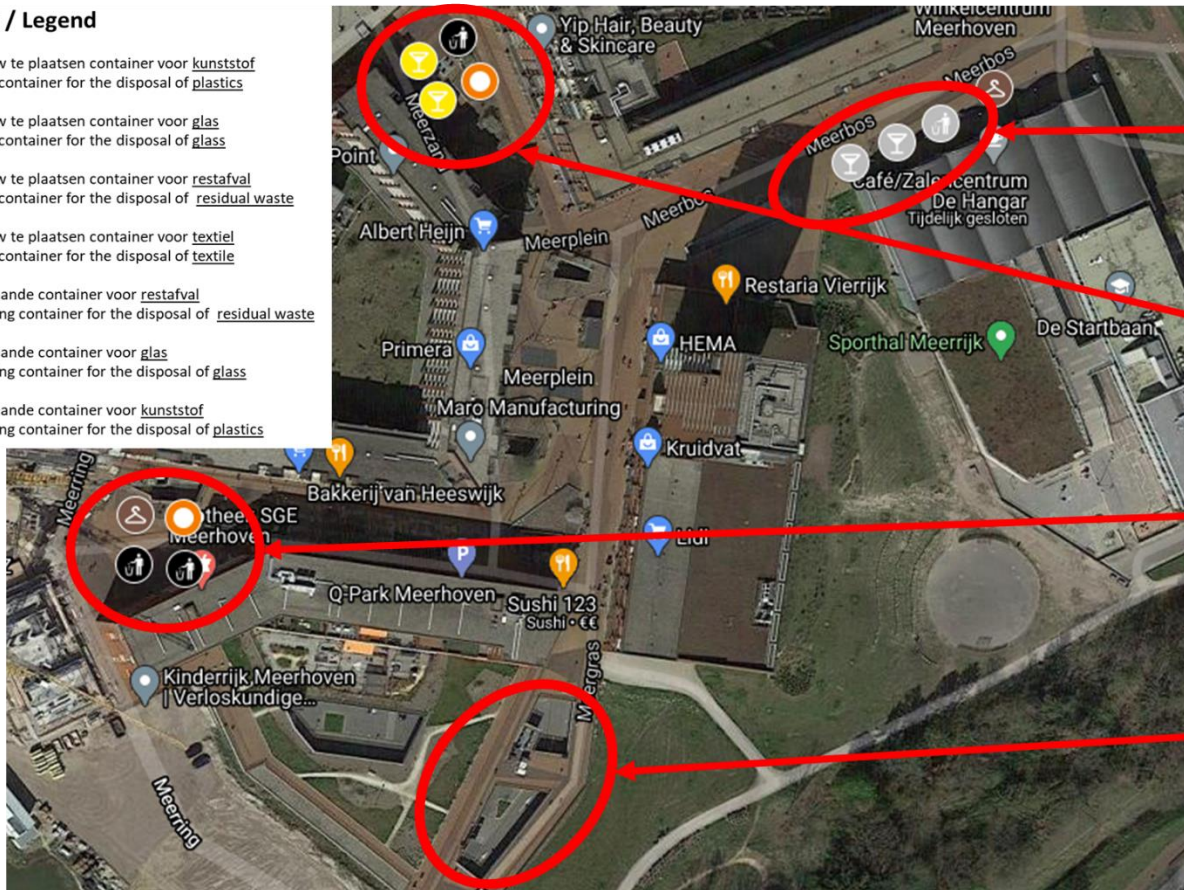 / Legend
w te plaatsen container voor kunststof
container for the disposal of plastics
w te plaatsen container voor glas
container for the disposal of glass
w te plaatsen container voor restafval
container for the disposal of residual waste
w te plaatsen container voor textiel
container for the disposal of textile
ande container voor restafval
ng container for the disposal of residual waste
ande container voor glas
ng container for the disposal of glass
ande container voor kunststof
ng container for the disposal of plastics
Yip Hair, Beauty
& Skincare
Winkelcentrum
Meerhoven
Meerbos
Meerzand
Point
Meerbos
Café/Zalencentrum
De Hangar
Tijdelijk gesloten
Meerbos
Albert Heijn
Meerplein
Restaria Vierrijk
De Startbaan
Sporthal Meerrijk
HEMA
Primera
Meerplein
Maro Manufacturing
Kruidvat
Bakkerij van Heeswijk
Meerring
otheek SGE
Meerhoven
Lidl
P
Q-Park Meerhoven
Sushi 123
Sushi • €€
Kinderrijk Meerhoven
| Verloskundige...
Meergras
Meerring